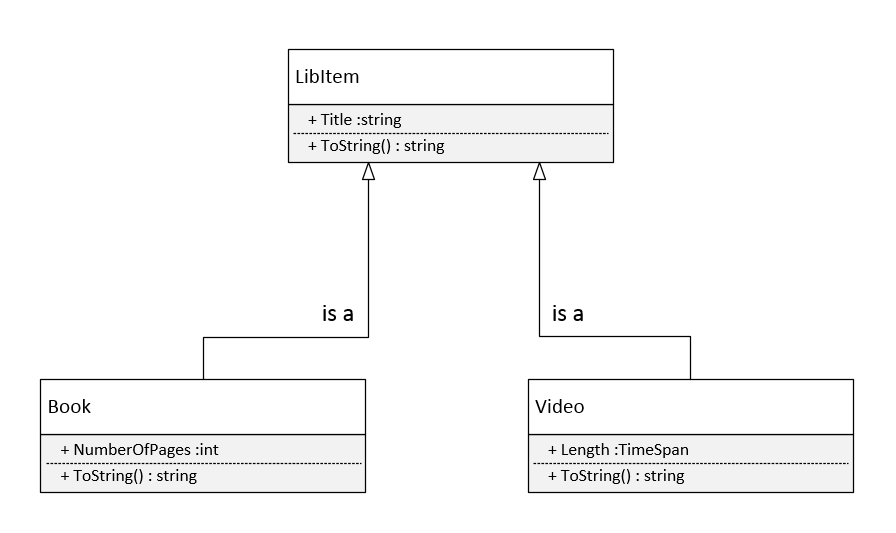 LibItem
+ Title :string
+ ToString() : string
is a
is a
Book
+ NumberOfPages :int
+ ToString() : string
Video
+ Length :TimeSpan
+ ToString() : string